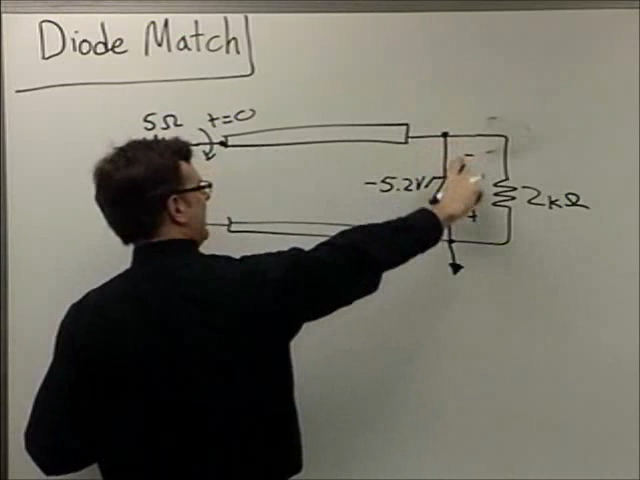 Diode Match
5Ω t=0
-
-5.2V
2kΩ
+